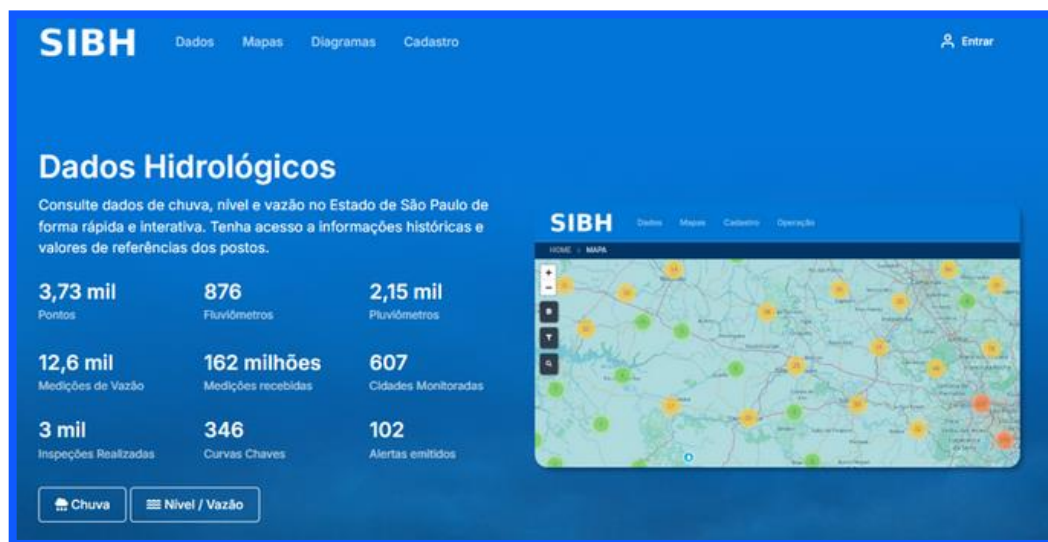 SIBH
Dados Mapas Diagramas Cadastro
Entrar
Dados Hidrológicos
Consulte dados de chuva, nível e vazão no Estado de São Paulo de
forma rápida e interativa. Tenha acesso a informações históricas e
valores de referências dos postos.
3,73 mil 876 2,15 mil
Pontos Fluviômetros Pluviômetros
12,6 mil 162 milhões 607
Medições de Vazão Medições recebidas Cidades Monitoradas
3 mil 346 102
Inspeções Realizadas Curvas Chaves Alertas emitidos
Chuva Nível / Vazão
SIBH
Dados Mapas Cadastro Operação
HOME MAPA
+
−